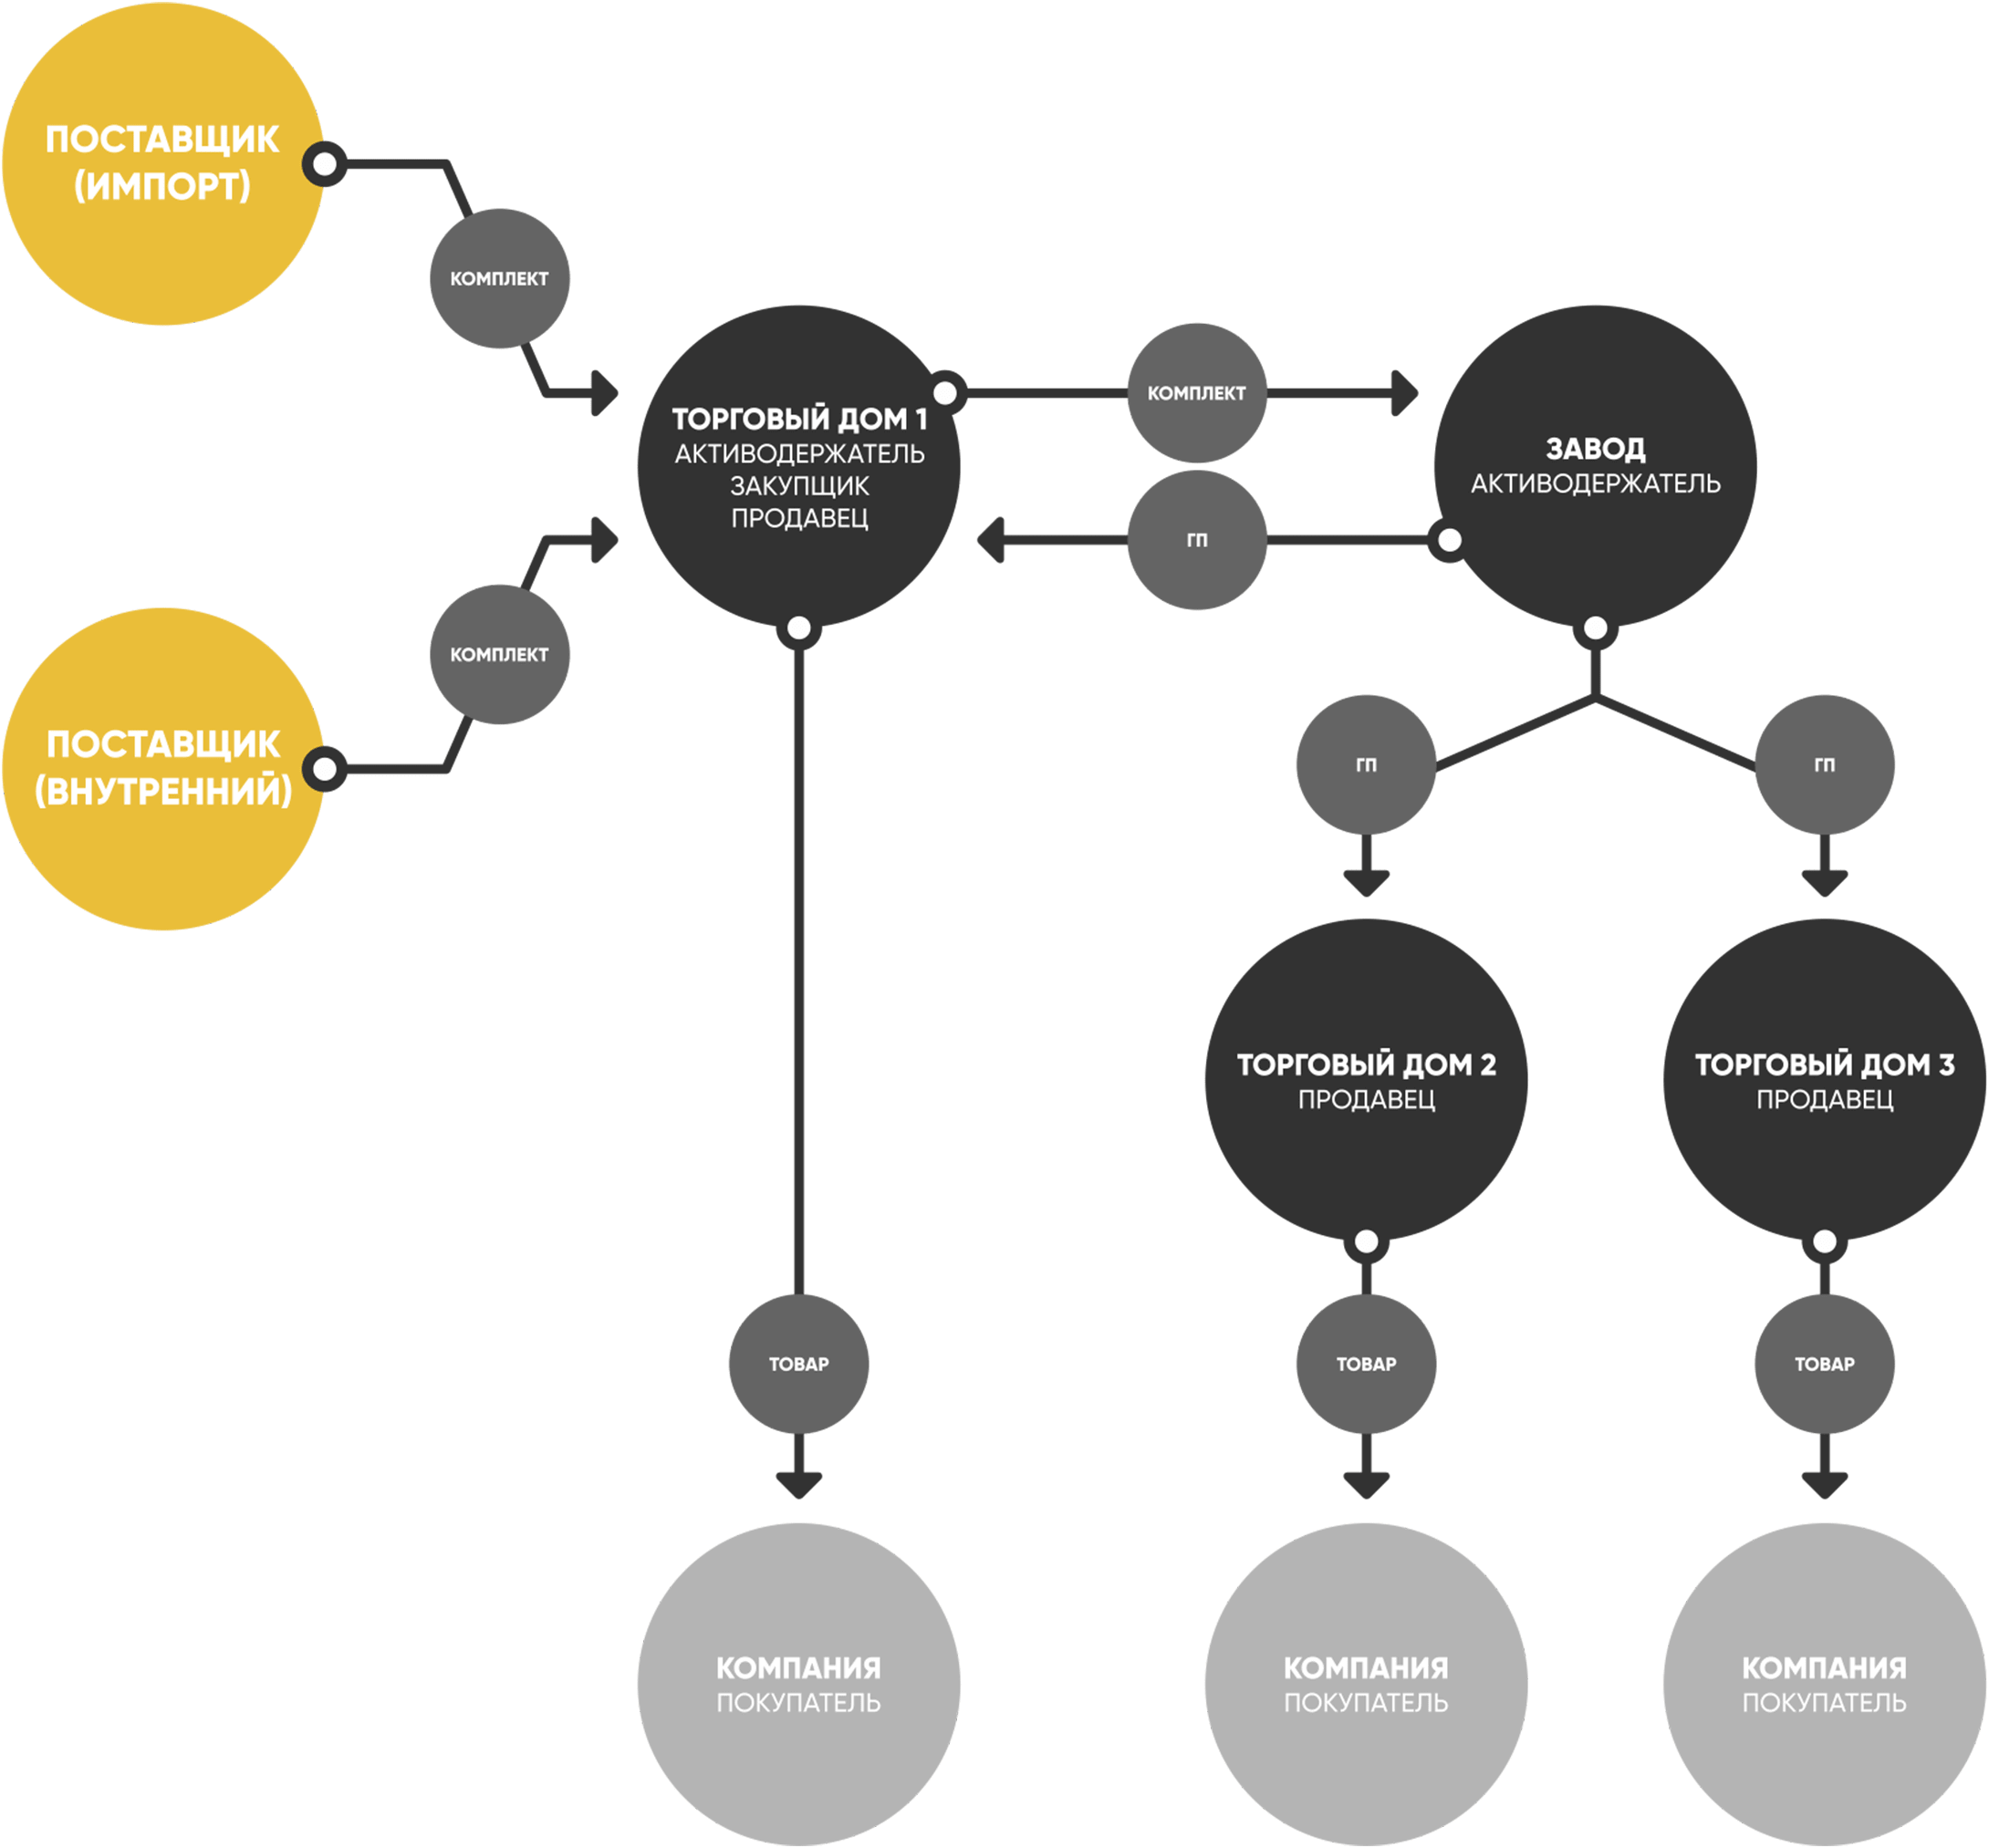 ПОСТАВЩИК
(ИМПОРТ)
КОМПЛЕКТ
ТОРГОВЫЙ ДОМ 1
АКТИВОДЕРЖАТЕЛЬ
ЗАКУПЩИК
ПРОДАВЕЦ
КОМПЛЕКТ
ГП
ЗАВОД
АКТИВОДЕРЖАТЕЛЬ
КОМПЛЕКТ
ПОСТАВЩИК
(ВНУТРЕННИЙ)
ГП
ГП
ТОРГОВЫЙ ДОМ 2
ПРОДАВЕЦ
ТОРГОВЫЙ ДОМ 3
ПРОДАВЕЦ
ТОВАР
ТОВАР
ТОВАР
КОМПАНИЯ
ПОКУПАТЕЛЬ
КОМПАНИЯ
ПОКУПАТЕЛЬ
КОМПАНИЯ
ПОКУПАТЕЛЬ